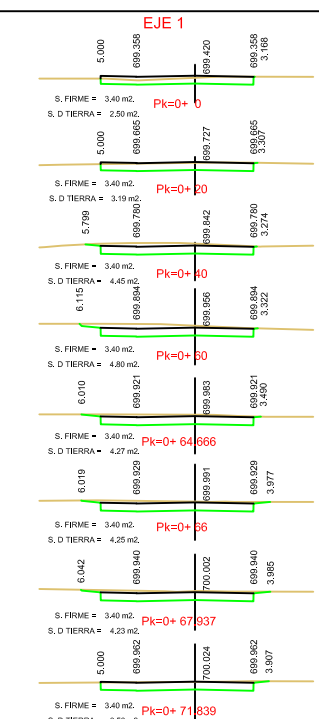 EJE 1
5.000 699.358 699.420 699.358 3.168
S. FIRME = 3.40 m2.
Pk=0+ 0
S. D TIERRA = 2.50 m2.
5.000 699.665 699.727 699.665 3.307
S. FIRME = 3.40 m2.
Pk=0+ 20
S. D TIERRA = 3.19 m2.
5.799 699.780 699.842 699.780 3.274
S. FIRME = 3.40 m2.
Pk=0+ 40
S. D TIERRA = 4.45 m2.
6.115 699.894 699.956 699.894 3.322
S. FIRME = 3.40 m2.
Pk=0+ 60
S. D TIERRA = 4.80 m2.
6.010 699.921 699.983 699.921 3.490
S. FIRME = 3.40 m2.
Pk=0+ 64.666
S. D TIERRA = 4.27 m2.
6.019 699.929 699.991 699.929 3.977
S. FIRME = 3.40 m2.
Pk=0+ 66
S. D TIERRA = 4.25 m2.
6.042 699.940 700.002 699.940 3.985
S. FIRME = 3.40 m2.
Pk=0+ 67.937
S. D TIERRA = 4.23 m2.
5.000 699.962 700.024 699.962 3.907
S. FIRME = 3.40 m2.
Pk=0+ 71.839
S. D TIERRA =